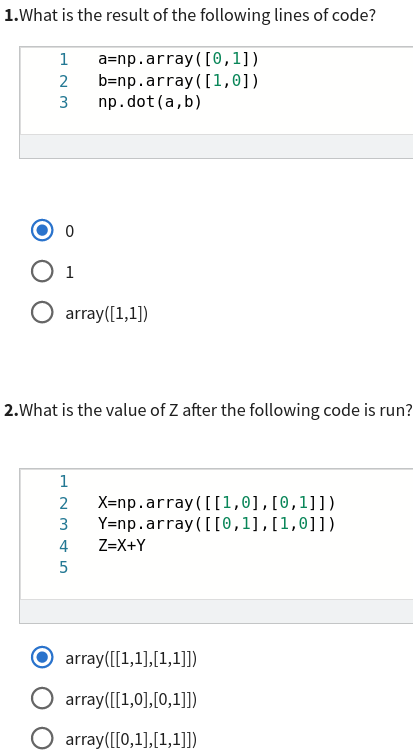 1.What is the result of the following lines of code?
1 a=np.array([0,1])
2 b=np.array([1,0])
3 np.dot(a,b)
0
1
array([1,1])
2.What is the value of Z after the following code is run?
1
2 X=np.array([[1,0],[0,1]])
3 Y=np.array([[0,1],[1,0]])
4 Z=X+Y
5
array([[1,1],[1,1]])
array([[1,0],[0,1]])
array([[0,1],[1,1]])